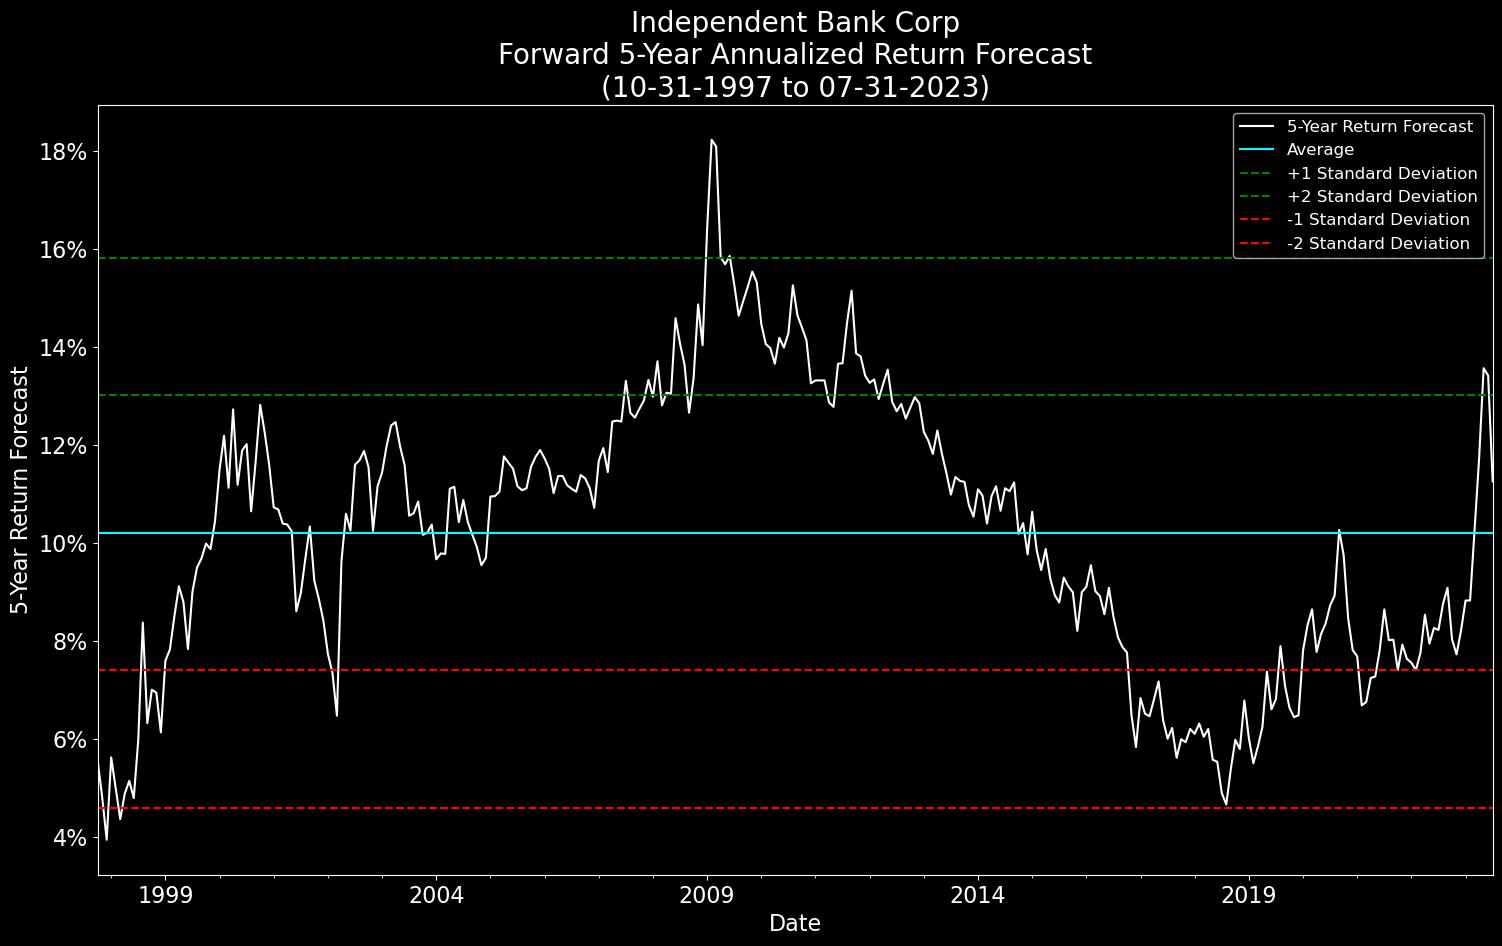 Independent Bank Corp
Forward 5-Year Annualized Return Forecast
(10-31-1997 to 07-31-2023)
5-Year Return Forecast
Average
+1 Standard Deviation
+2 Standard Deviation
-1 Standard Deviation
-2 Standard Deviation
18%
16%
14%
12%
10%
8%
6%
4%
5-Year Return Forecast
1999 2004 2009 2014 2019
Date